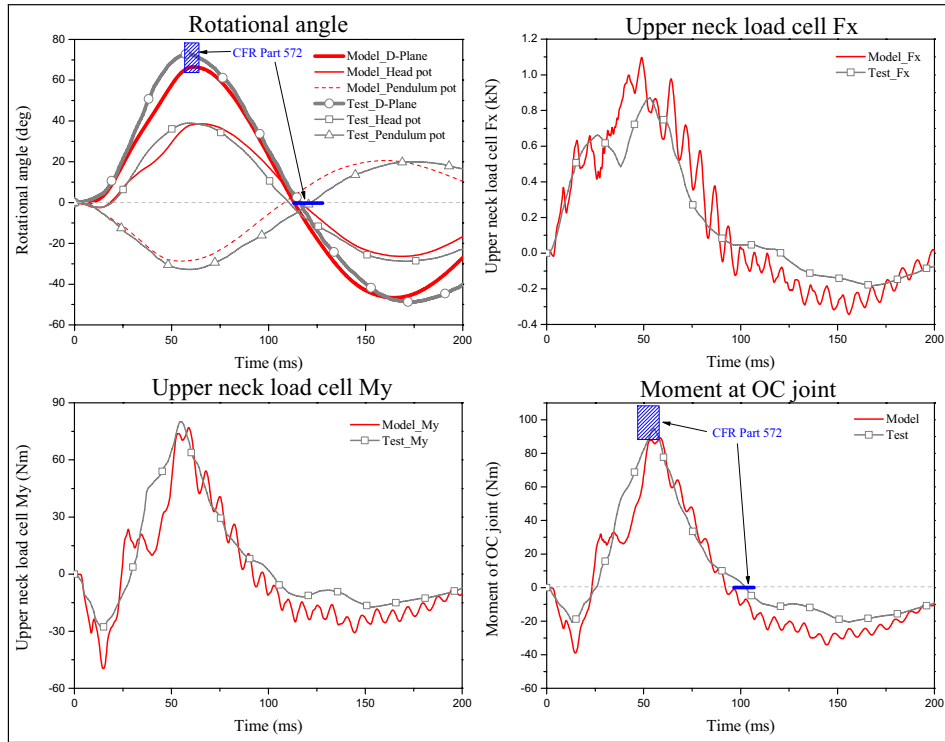 Rotational angle
80
60
40
20
0
-20
-40
-60
Rotational angle (deg)
CFR Part 572
Model_D-Plane
Model_Head pot
Model_Pendulum pot
Test_D-Plane
Test_Head pot
Test_Pendulum pot
0 50 100 150 200
Time (ms)
Upper neck load cell Fx
1.2
1.0
0.8
0.6
0.4
0.2
0.0
-0.2
-0.4
Upper neck load cell Fx (kN)
Model_Fx
Test_Fx
0 50 100 150 200
Time (ms)
Upper neck load cell My
90
60
30
0
-30
-60
Upper neck load cell My (Nm)
Model_My
Test_My
0 50 100 150 200
Time (ms)
Moment at OC joint
100
80
60
40
20
0
-20
-40
-60
Moment of OC joint (Nm)
CFR Part 572
Model
Test
0 50 100 150 200
Time (ms)